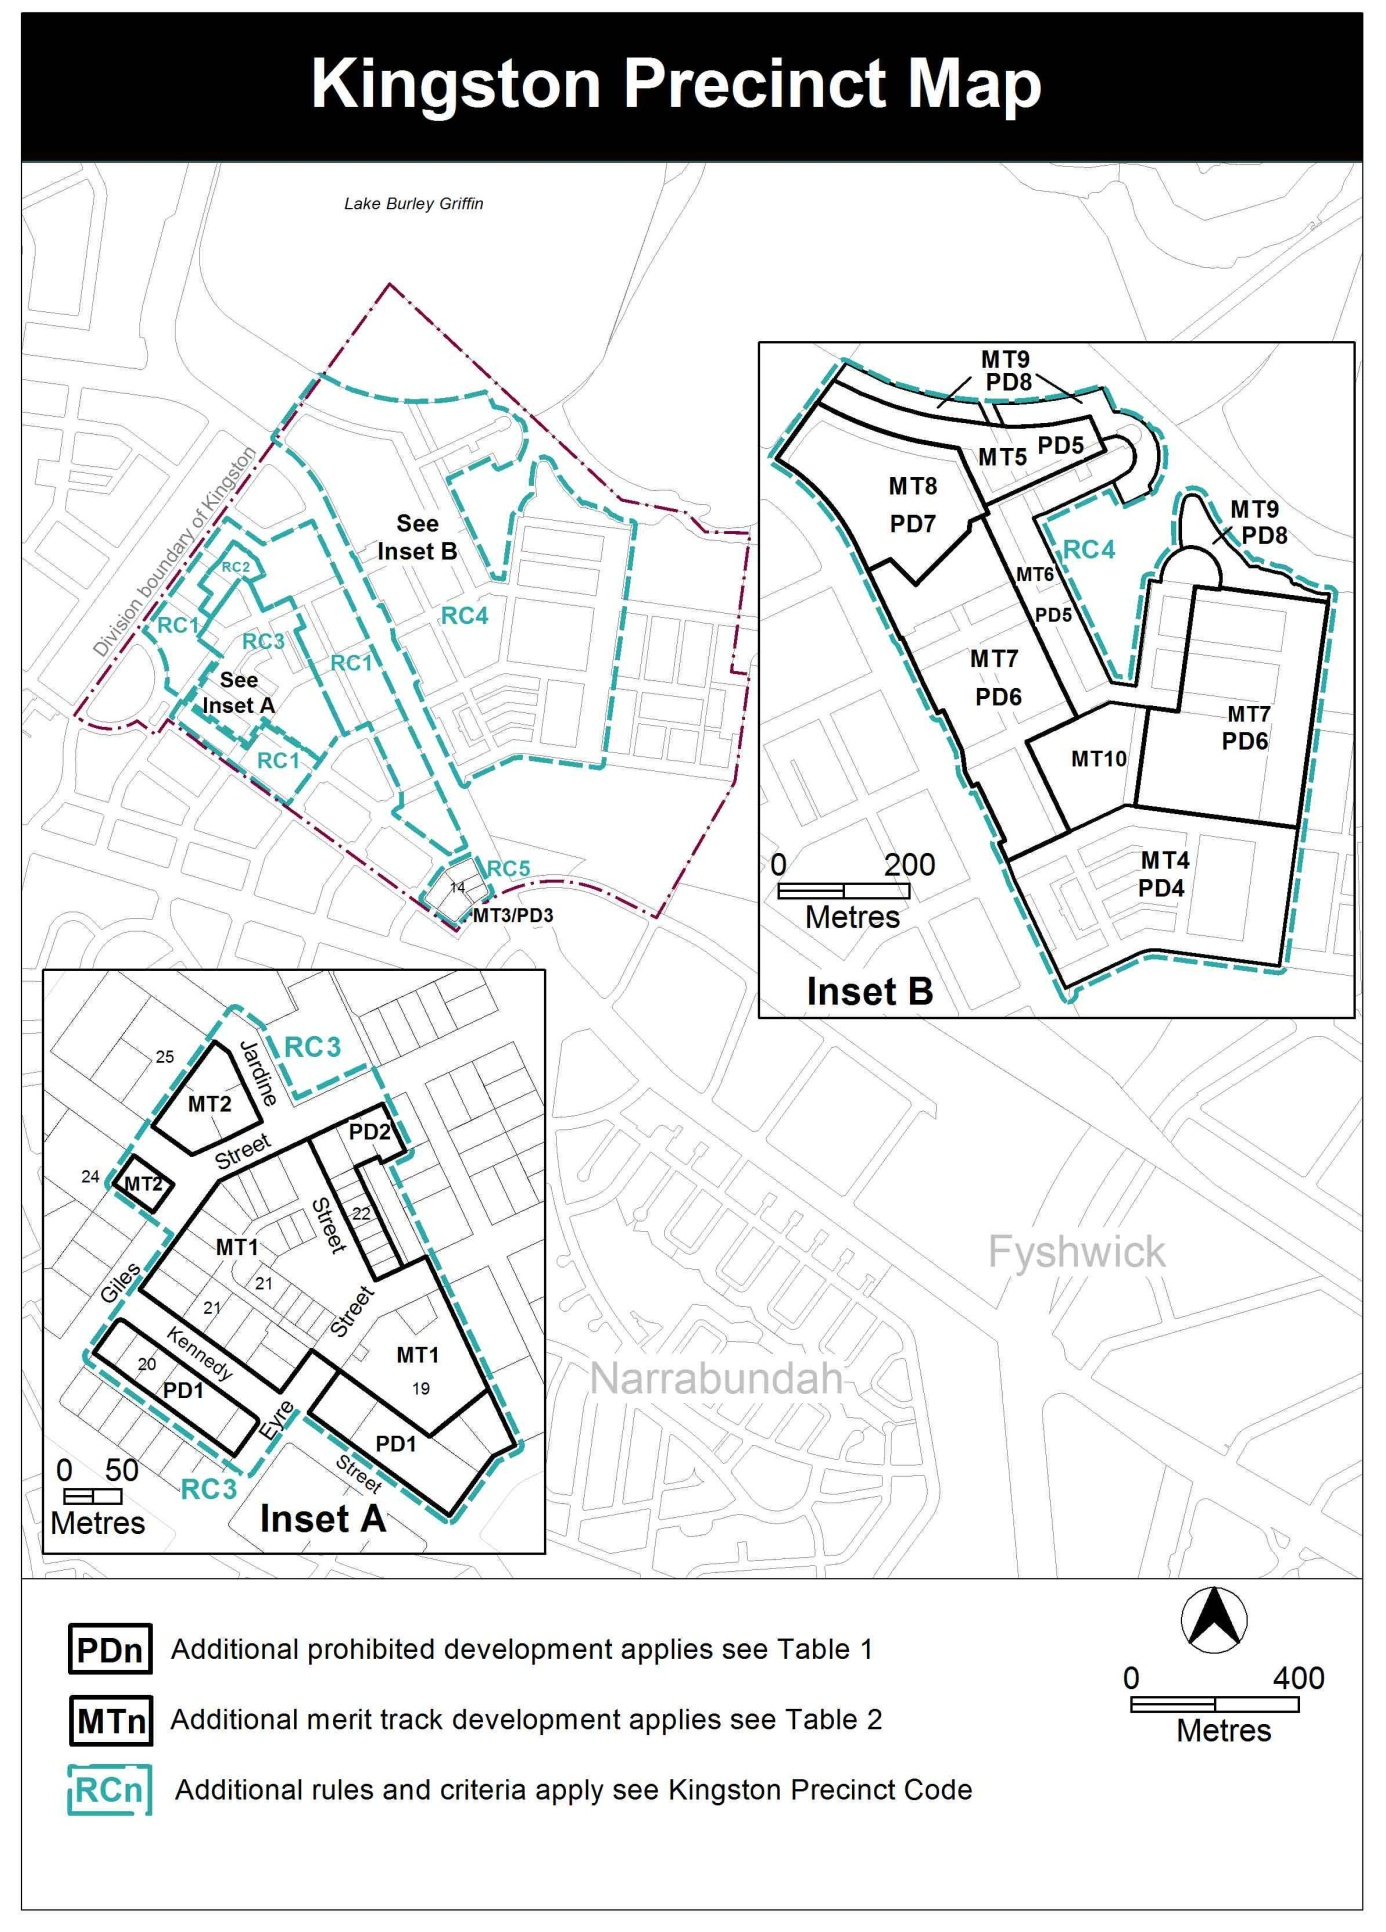 Kingston Precinct Map
Lake Burley Griffin
Division boundary of Kingston
See
Inset B
RC2
RC1
RC3
RC4
RC1
See
Inset A
RC1
RC5
14
MT3/PD3
MT9
PD8
MT5
PD5
MT8
PD7
MT9
PD8
RC4
MT6
PD5
MT7
PD6
MT7
PD6
MT10
MT4
PD4
0 200
Metres
Inset B
RC3
25
Jardine
MT2
PD2
Street
24
MT2
22
Street
MT1
Giles
21
21
Street
Kennedy
MT1
19
20
PD1
Eyre
PD1
Street
0 50
Metres
RC3
Inset A
Fyshwick
Narrabundah
PDn Additional prohibited development applies see Table 1
MTn Additional merit track development applies see Table 2
RCn Additional rules and criteria apply see Kingston Precinct Code
0 400
Metres